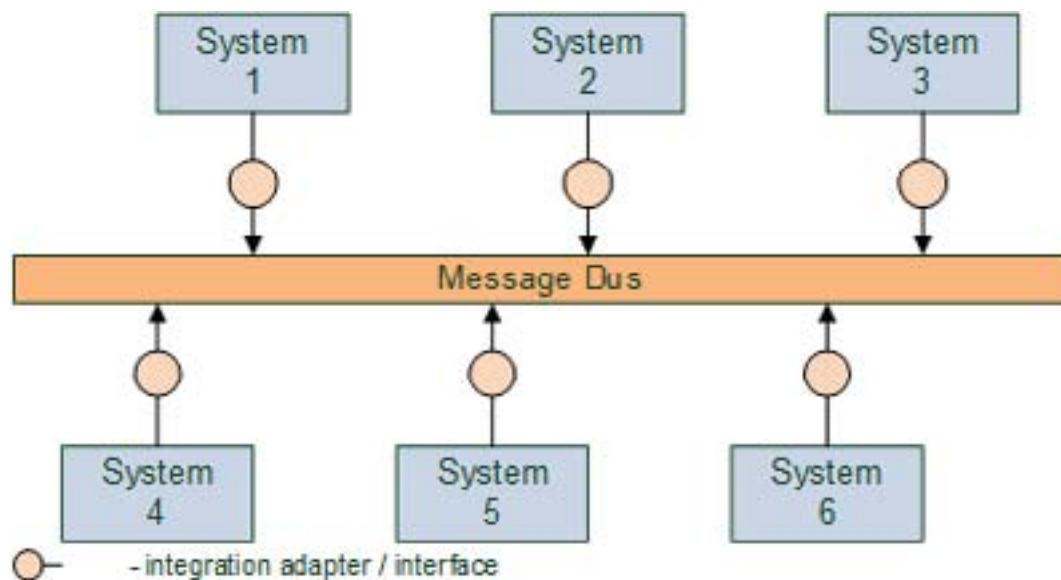 System
1
System
2
System
3
Message Dus
System
4
System
5
System
6
- integration adapter / interface